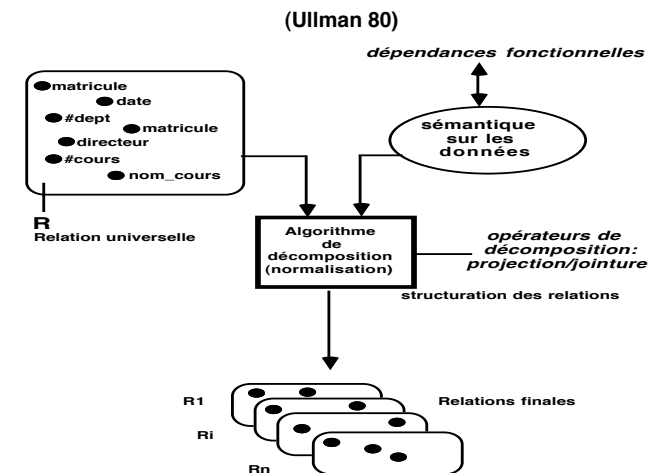 (Ullman 80)
dépendances fonctionnelles
matricule
date
#dept
matricule
directeur
#cours
nom_cours
sémantique
sur les
données
R
Relation universelle
Algorithme
de
décomposition
(normalisation)
opérateurs de
décomposition:
projection/jointure
structuration des relations
R1
Relations finales
Ri
Rn